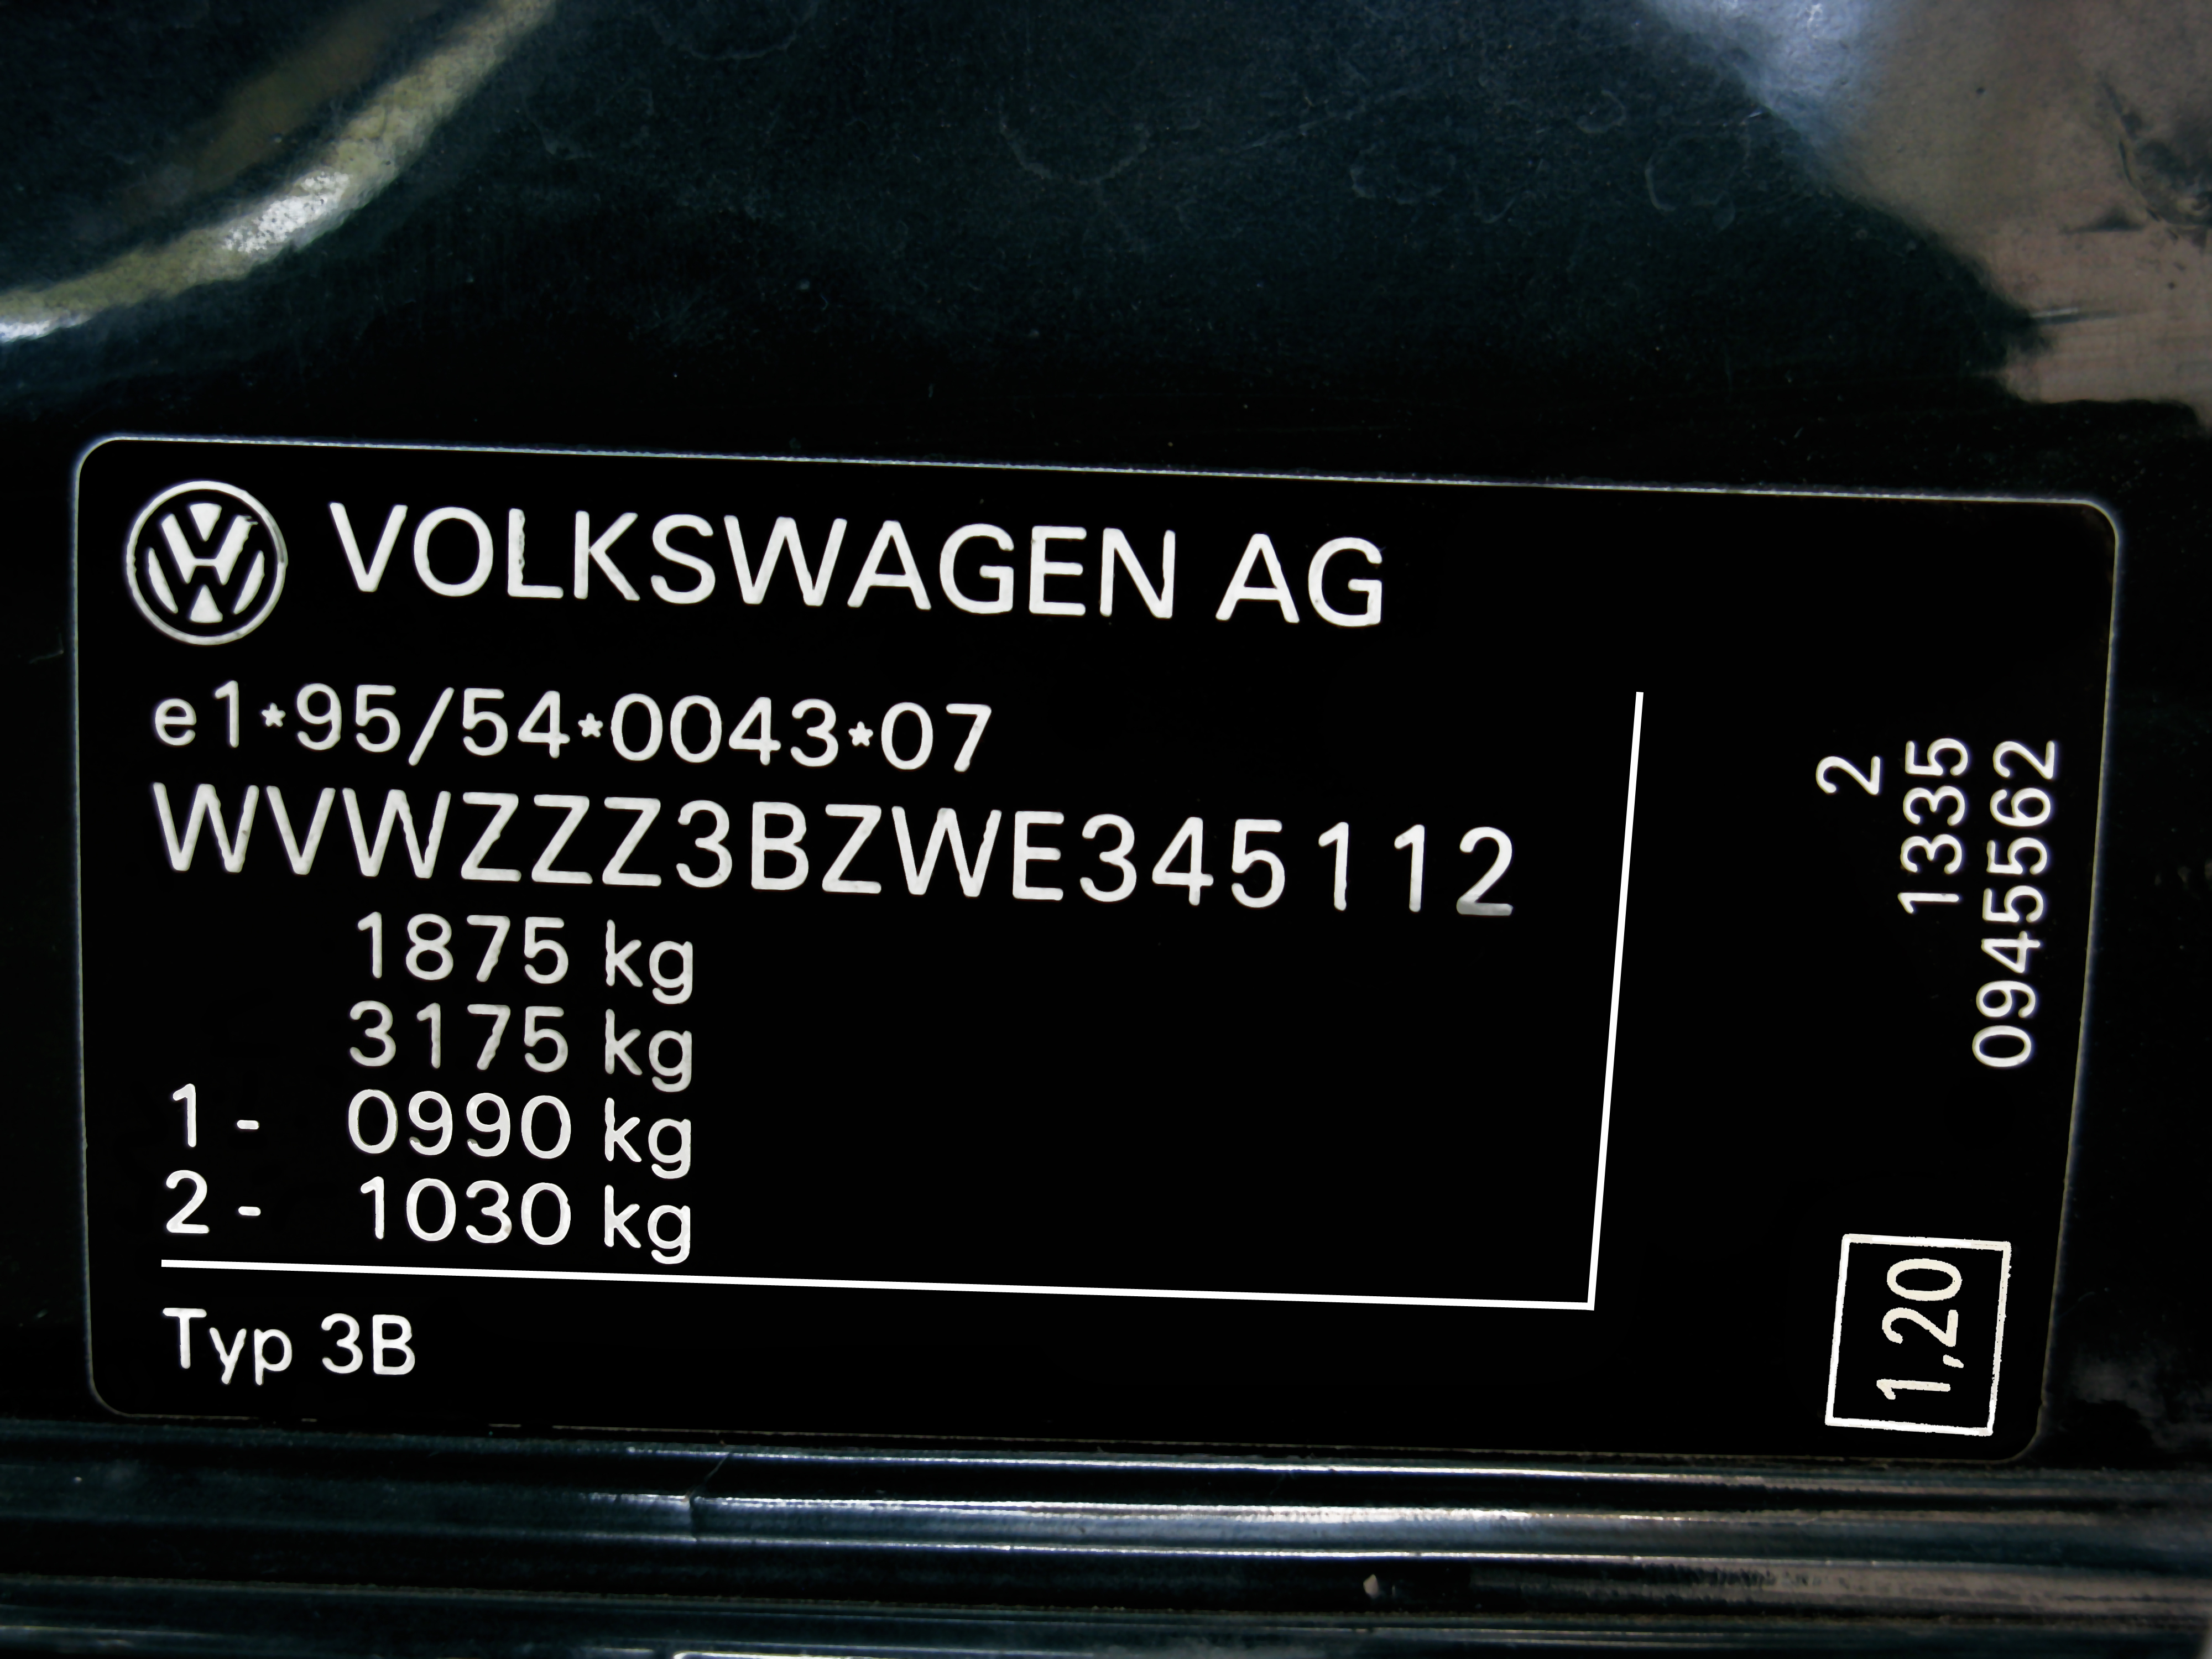 VOLKSWAGEN AG
e1*95/54*0043*07
WVWZZZ3BZWE345112
1875 kg
3175 kg
1 - 0990 kg
2 - 1030 kg
Typ 3B
2
1335
0945562
1,20